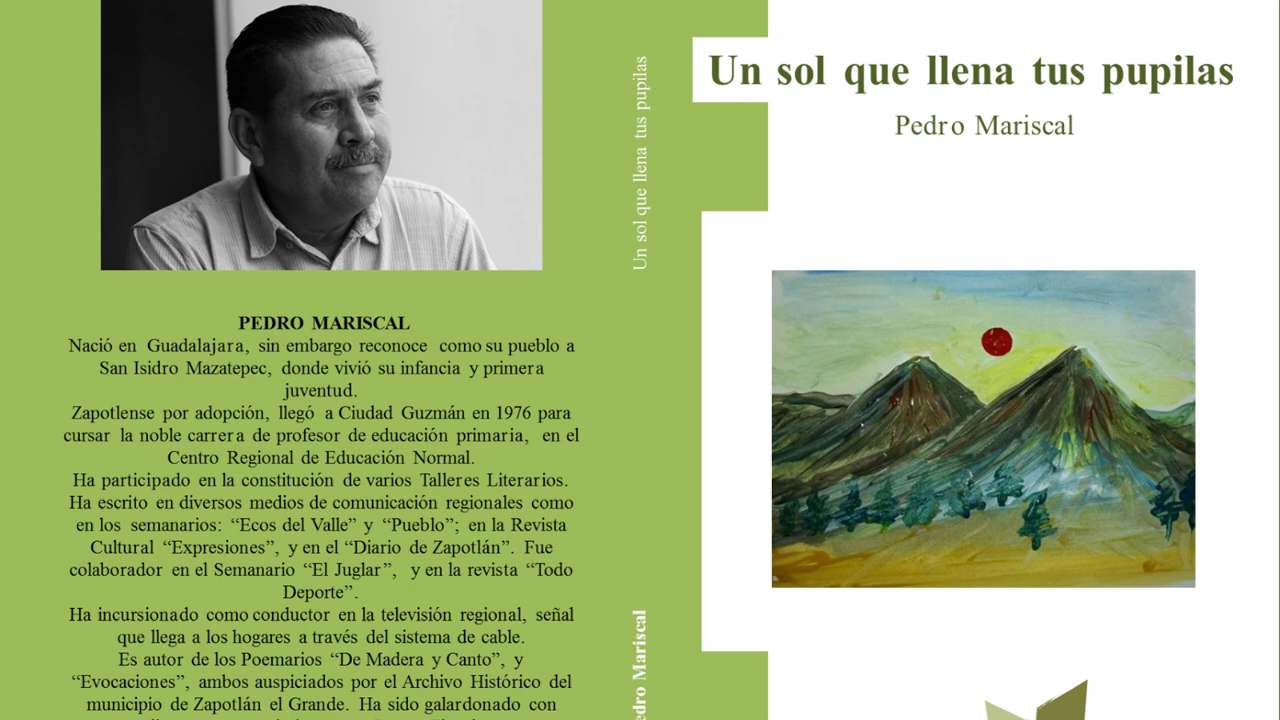 PEDRO MARISCAL
Nació en Guadalajara, sin embargo reconoce como su pueblo a
San Isidro Mazatepec, donde vivió su infancia y primera
juventud.
Zapotlense por adopción, llegó a Ciudad Guzmán en 1976 para
cursar la noble carrera de profesor de educación primaria, en el
Centro Regional de Educación Normal.
Ha participado en la constitución de varios Talleres Literarios.
Ha escrito en diversos medios de comunicación regionales como
en los semanarios: “Ecos del Valle” y “Pueblo”; en la Revista
Cultural “Expresiones”, y en el “Diario de Zapotlán”. Fue
colaborador en el Semanario “El Juglar”, y en la revista “Todo
Deporte”.
Ha incursionado como conductor en la televisión regional, señal
que llega a los hogares a través del sistema de cable.
Es autor de los Poemarios “De Madera y Canto”, y
“Evocaciones”, ambos auspiciados por el Archivo Histórico del
municipio de Zapotlán el Grande. Ha sido galardonado con
Un sol que llena tus pupilas
edro Mariscal
Un sol que llena tus pupilas
Pedro Mariscal